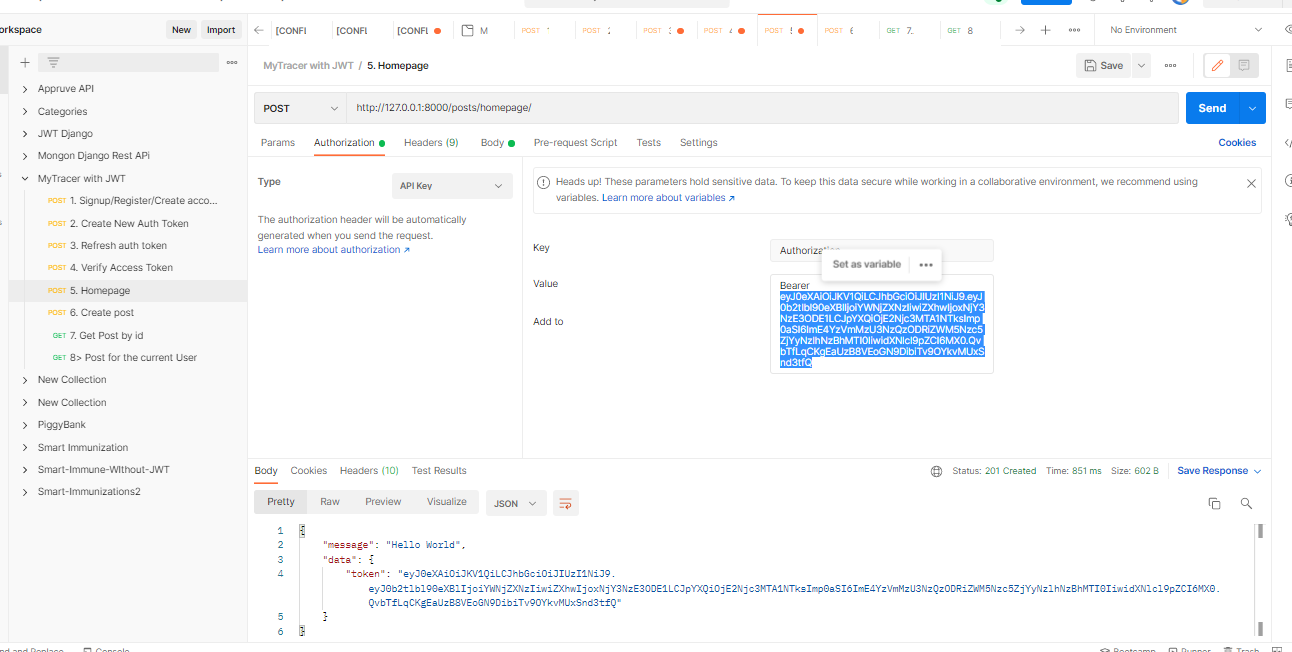 orkspace
New
Import
[CONFI
[CONFI
[CONFI
M
POST
POST
POST
POST 4
POST 5
POST 6
GET 7.
GET 8
No Environment
MyTracer with JWT / 5. Homepage
Save
Appruve API
Categories
JWT Django
Mongon Django Rest APi
MyTracer with JWT
POST 1. Signup/Register/Create acco...
POST 2. Create New Auth Token
POST 3. Refresh auth token
POST 4. Verify Access Token
POST 5. Homepage
POST 6. Create post
GET 7. Get Post by id
GET 8> Post for the current User
New Collection
New Collection
PiggyBank
Smart Immunization
Smart-Immune-WIthout-JWT
Smart-Immunizations2
POST
http://127.0.0.1:8000/posts/homepage/
Send
Params
Authorization
Headers (9)
Body
Pre-request Script
Tests
Settings
Cookies
Type
API Key
The authorization header will be automatically
generated when you send the request.
Learn more about authorization ↗
Heads up! These parameters hold sensitive data. To keep this data secure while working in a collaborative environment, we recommend using
variables. Learn more about variables ↗
Key
Authorization
Set as variable
Value
Bearer
Add to
Body
Cookies
Headers (10)
Test Results
Status: 201 Created
Time: 851 ms
Size: 602 B
Save Response
Pretty
Raw
Preview
Visualize
JSON
1 {
2 "message": "Hello World",
3 "data": {
4 "token": "eyJ0eXAiOiJKV1QiLCJhbGciOiJIUzI1NiJ9.
5 }
6 }
Console
Bootcamp
Runner
Trash